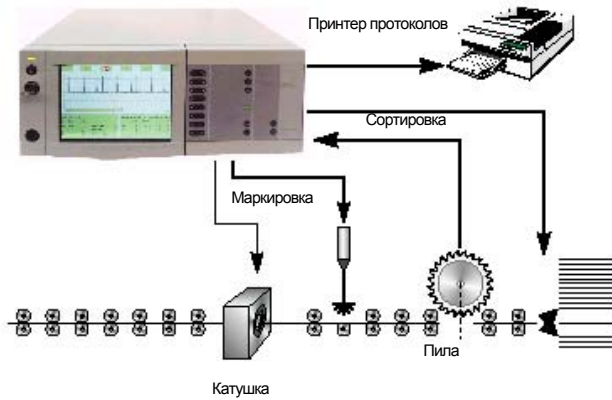 Принтер протоколов
Сортировка
Маркировка
Пила
Катушка